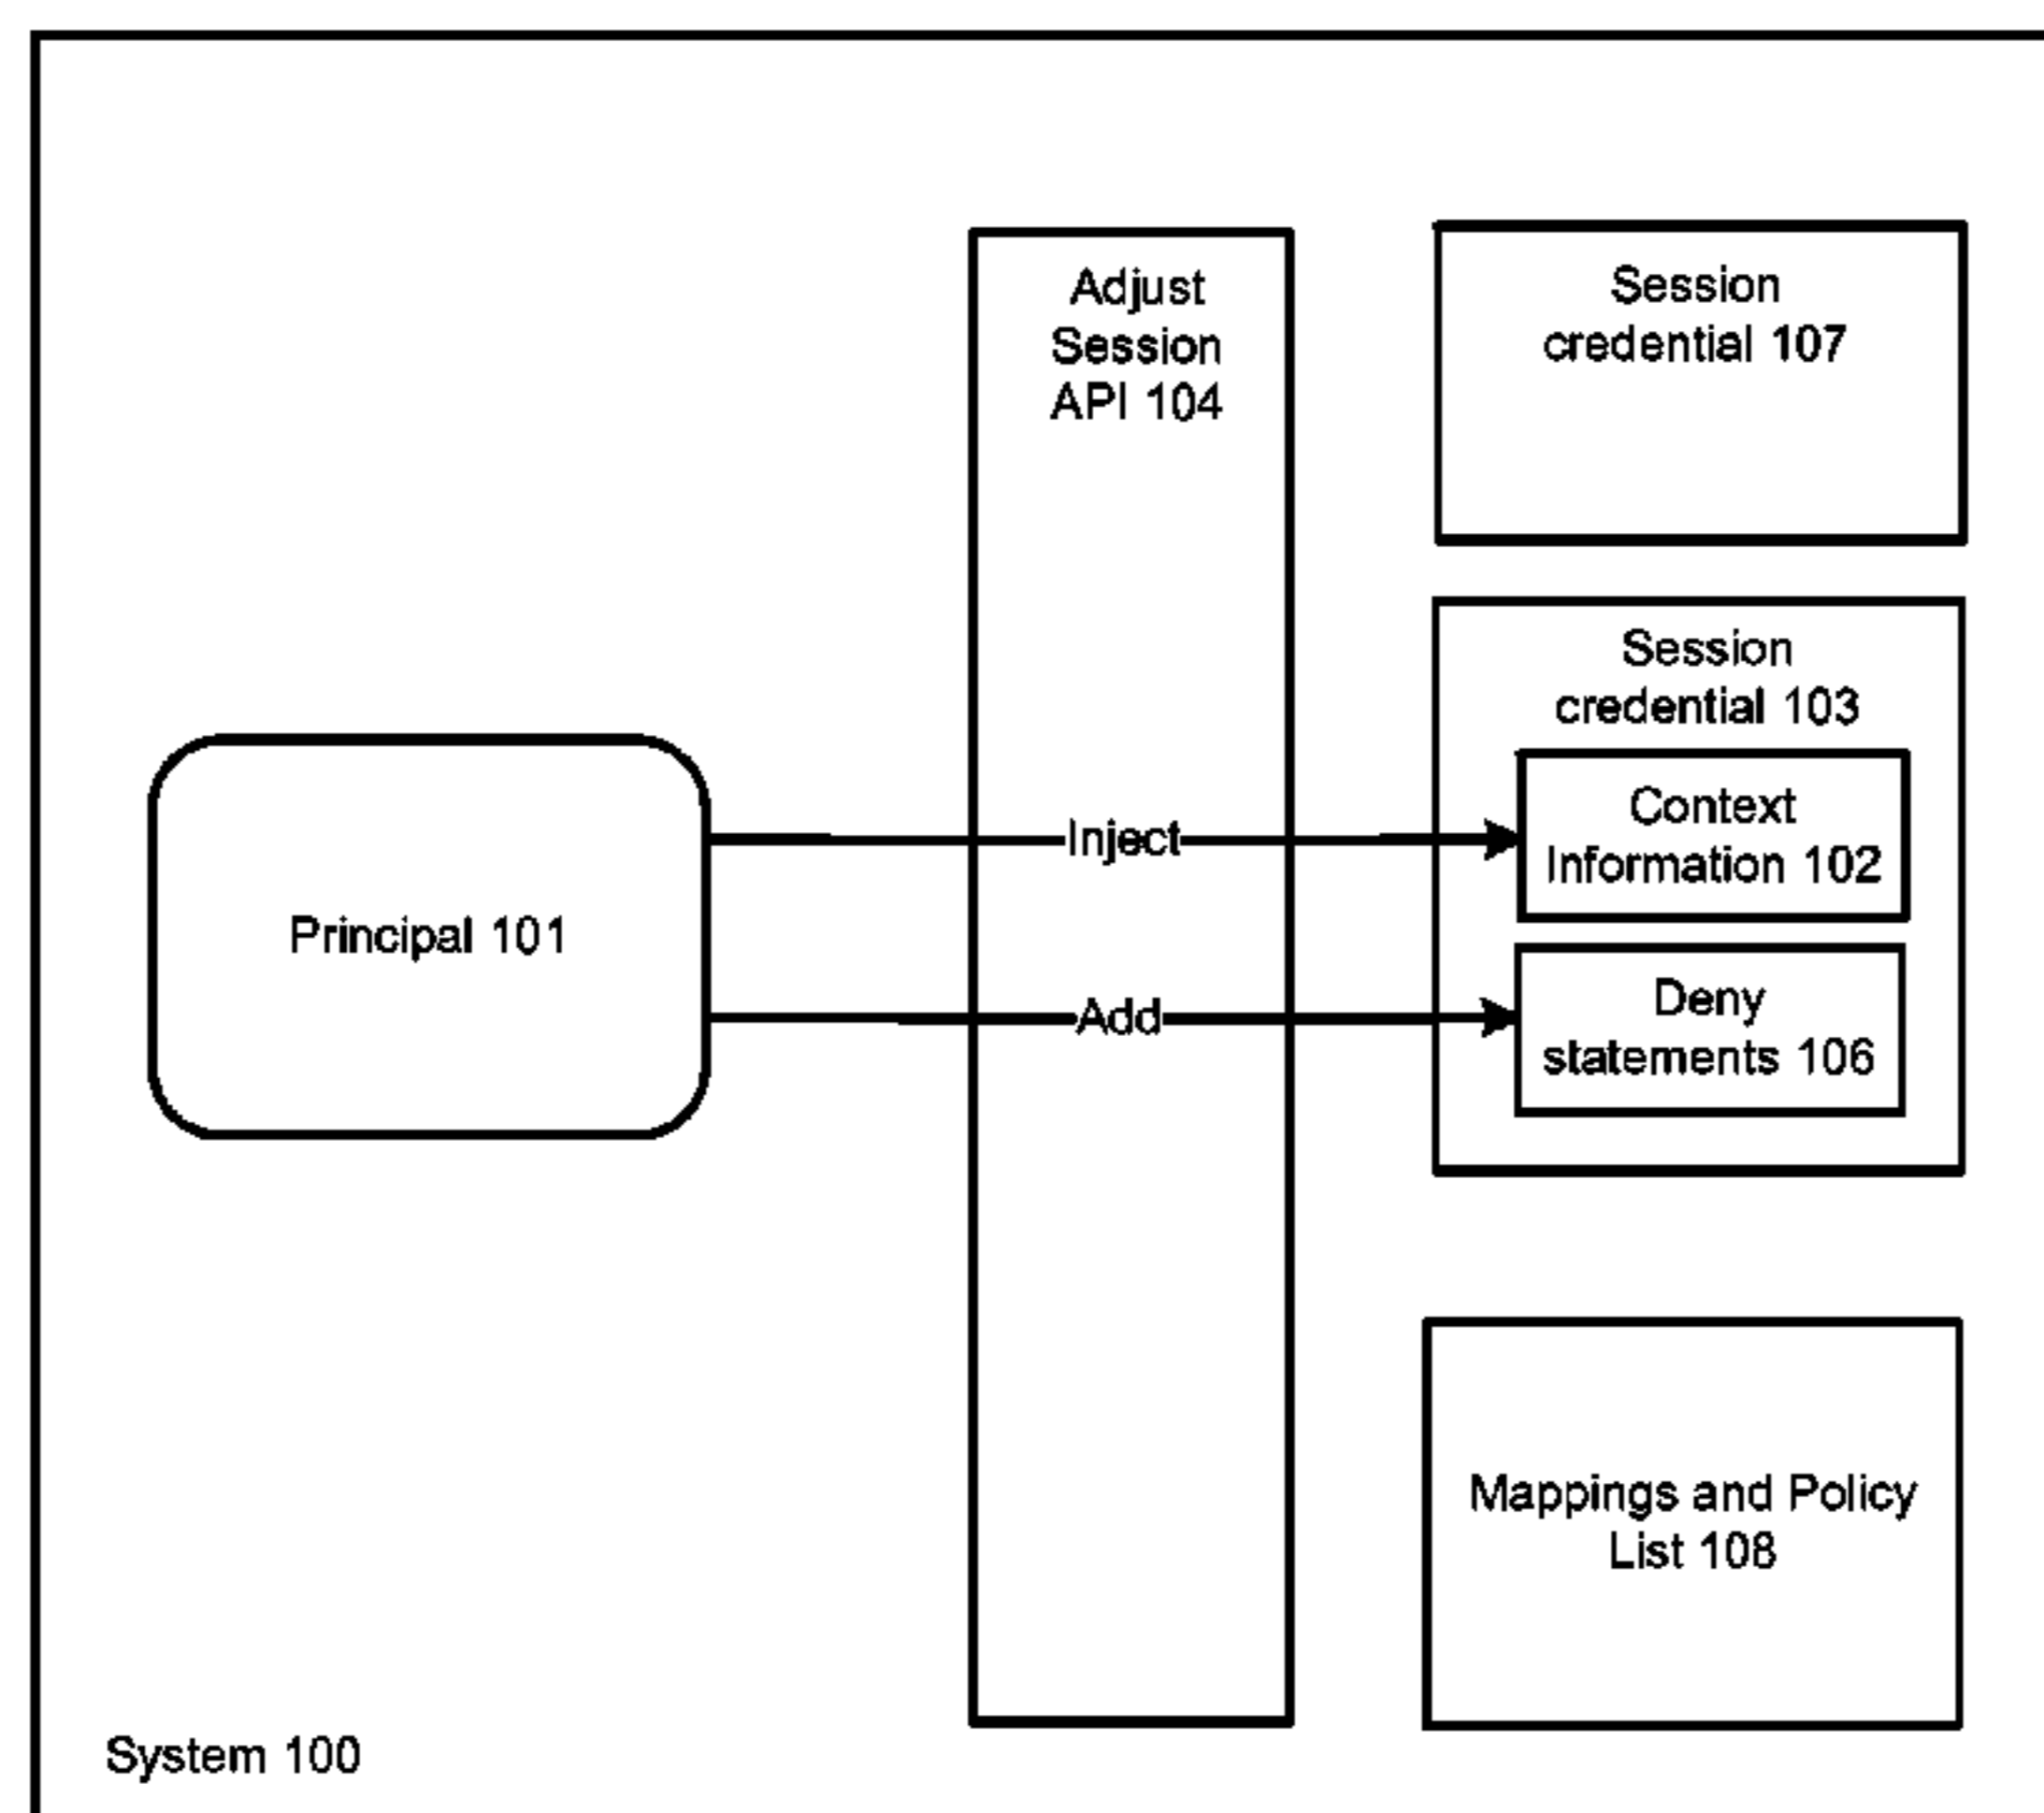 Adjust
Session
API 104
Session
credential 107
Session
credential 103
Context
Information 102
Inject
Principal 101
Add
Deny
statements 106
Mappings and Policy
List 108
System 100